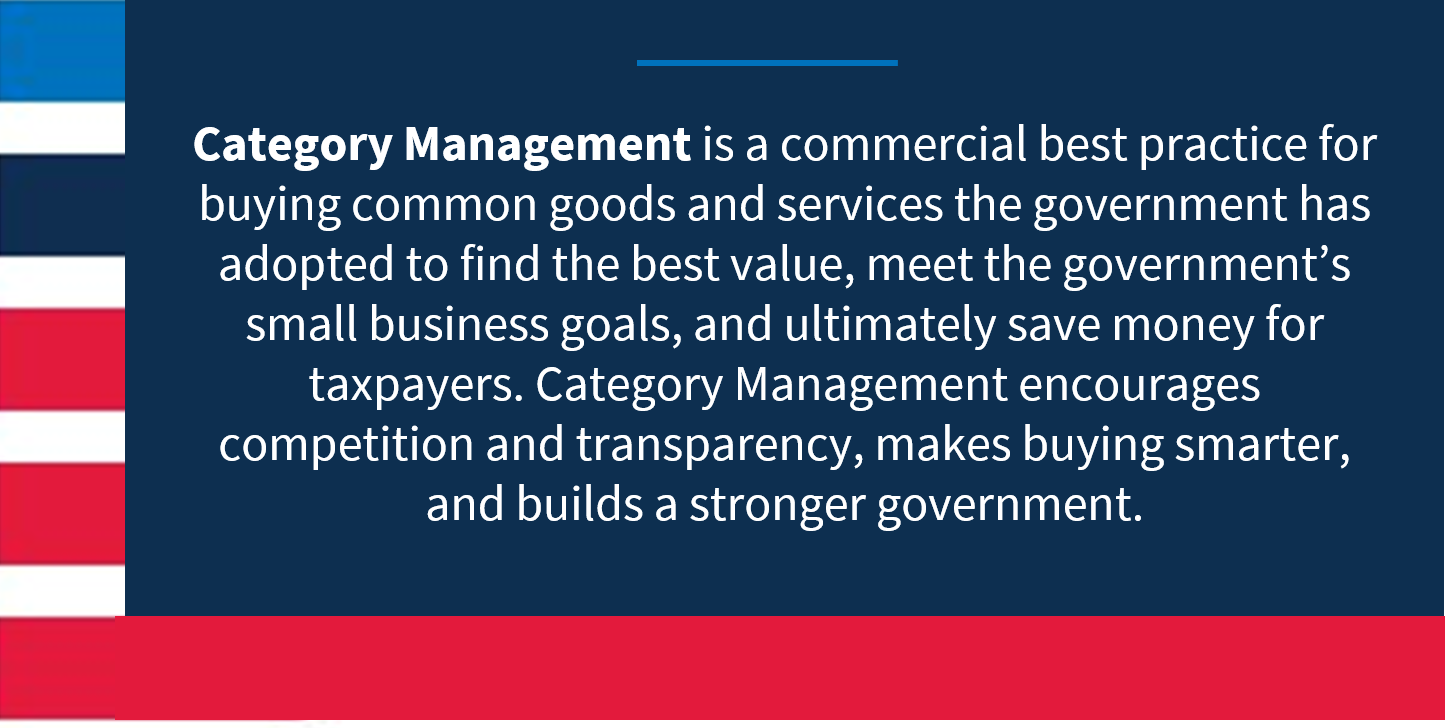 Category Management is a commercial best practice for
buying common goods and services the government has
adopted to find the best value, meet the government’s
small business goals, and ultimately save money for
taxpayers. Category Management encourages
competition and transparency, makes buying smarter,
and builds a stronger government.